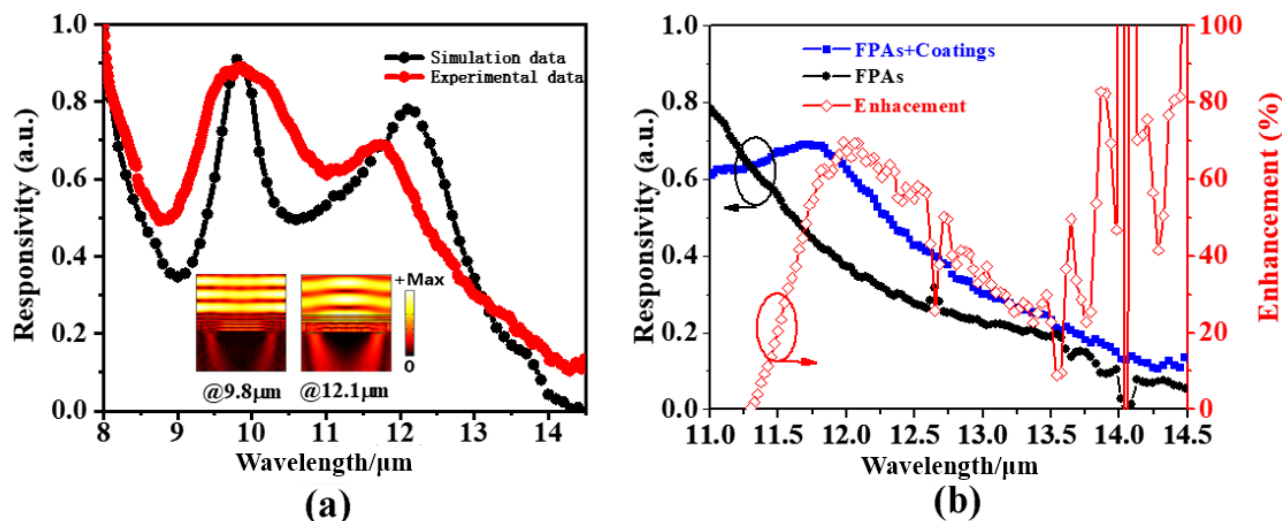 1.0
0.8
0.6
0.4
0.2
0.0
Responsivity (a.u.)
Simulation data
Experimental data
+Max
0
@9.8μm
@12.1μm
8 9 10 11 12 13 14
Wavelength/μm
(a)
1.0
0.8
0.6
0.4
0.2
0.0
Responsivity (a.u.)
FPAs+Coatings
FPAs
Enhacement
100
80
60
40
20
0
Enhancement (%)
11.0 11.5 12.0 12.5 13.0 13.5 14.0 14.5
Wavelength/μm
(b)